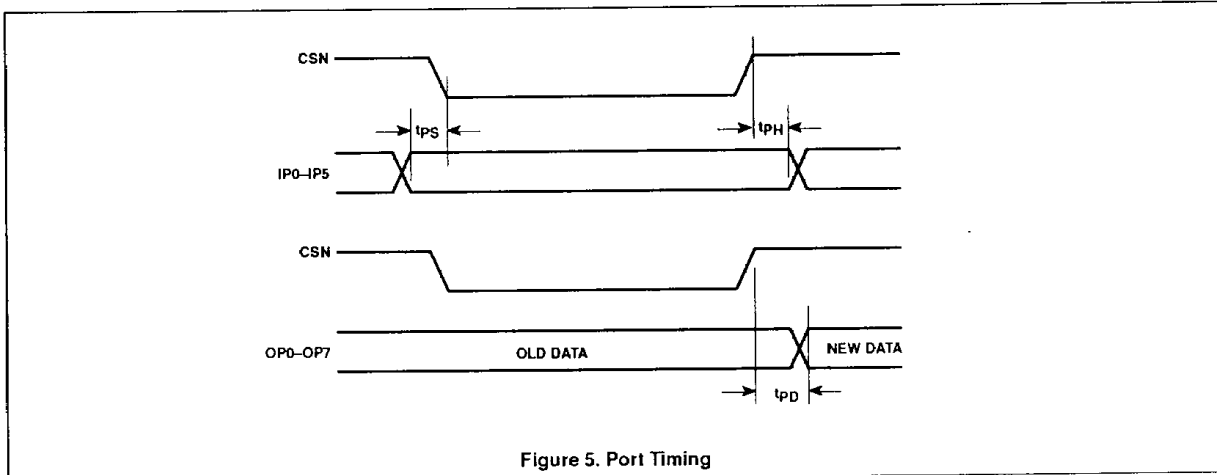 CSN
tPS
tPH
IP0–IP5
CSN
OP0–OP7
OLD DATA
NEW DATA
tPD
Figure 5. Port Timing